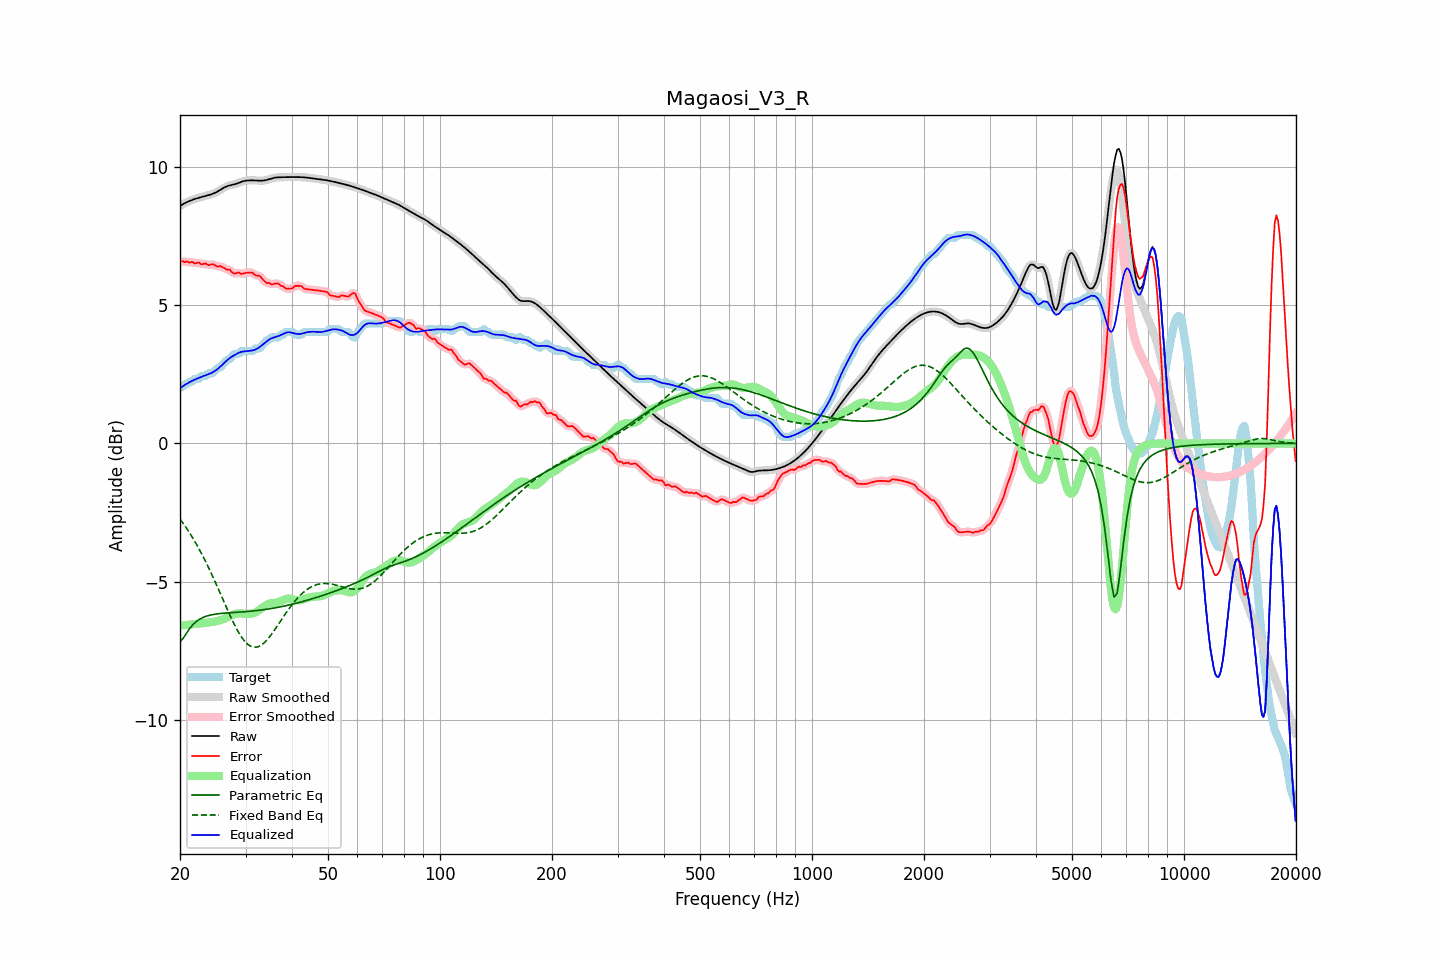 Magaosi_V3_R
Amplitude (dBr)
10
5
0
−5
−10
Target
Raw Smoothed
Error Smoothed
Raw
Error
Equalization
Parametric Eq
Fixed Band Eq
Equalized
20 50 100 200 500 1000 2000 5000 10000 20000
Frequency (Hz)